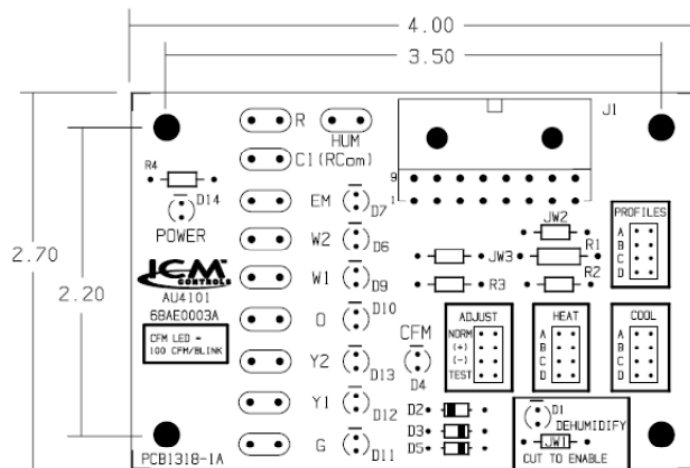 4.00
3.50
R
HUM
J1
C1(RCom)
R4
D14
POWER
9
1
EM
D7
W2
D6
W1
D9
O
D10
Y2
D13
Y1
D12
G
D11
2.70
2.20
ICM™
CONTROLS
AU4101
68AE0003A
CFM LED =
100 CFM/BLINK
PCB1318-1A
JW2
R1
JW3
R2
R3
PROFILES
A
B
C
D
CFM
D4
ADJUST
NORM
(+)
(-)
TEST
HEAT
A
B
C
D
COOL
A
B
C
D
D2
D3
D5
D1
DEHUMIDIFY
JW1
CUT TO ENABLE